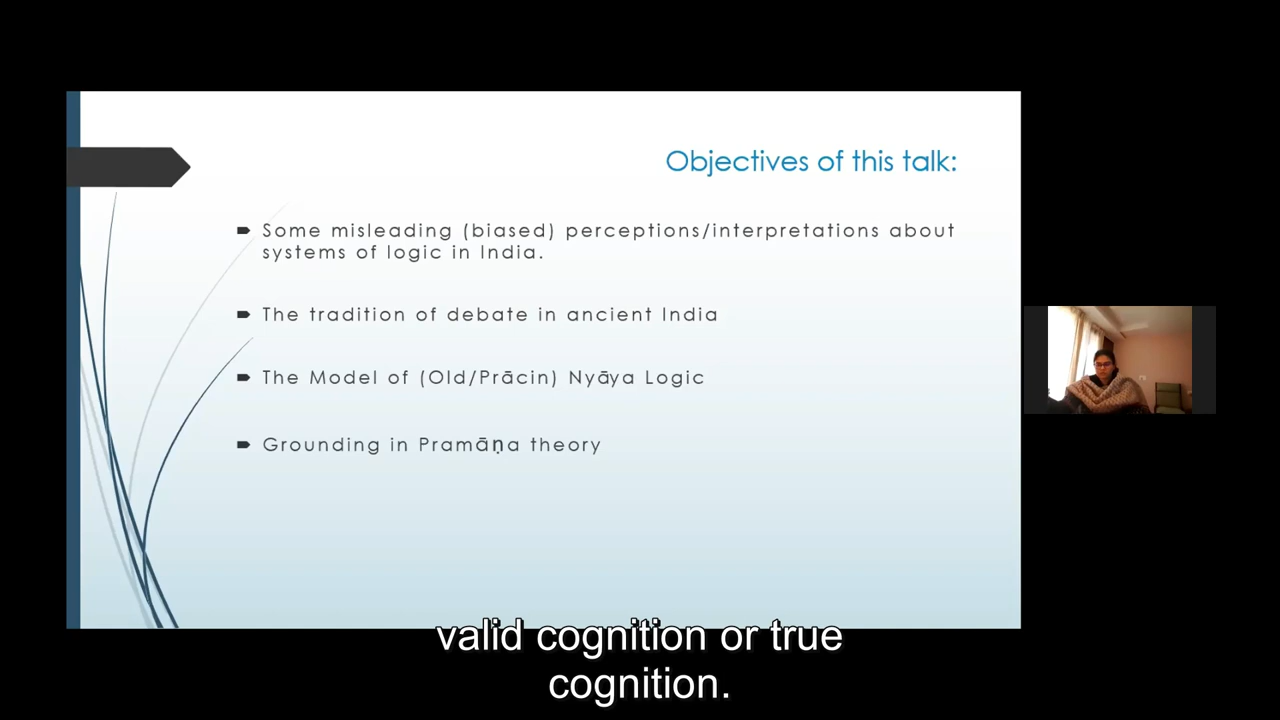 Objectives of this talk:
Some misleading (biased) perceptions/interpretations about
systems of logic in India.
The tradition of debate in ancient India
The Model of (Old/Prācin) Nyāya Logic
Grounding in Pramāṇa theory
valid cognition or true
cognition.